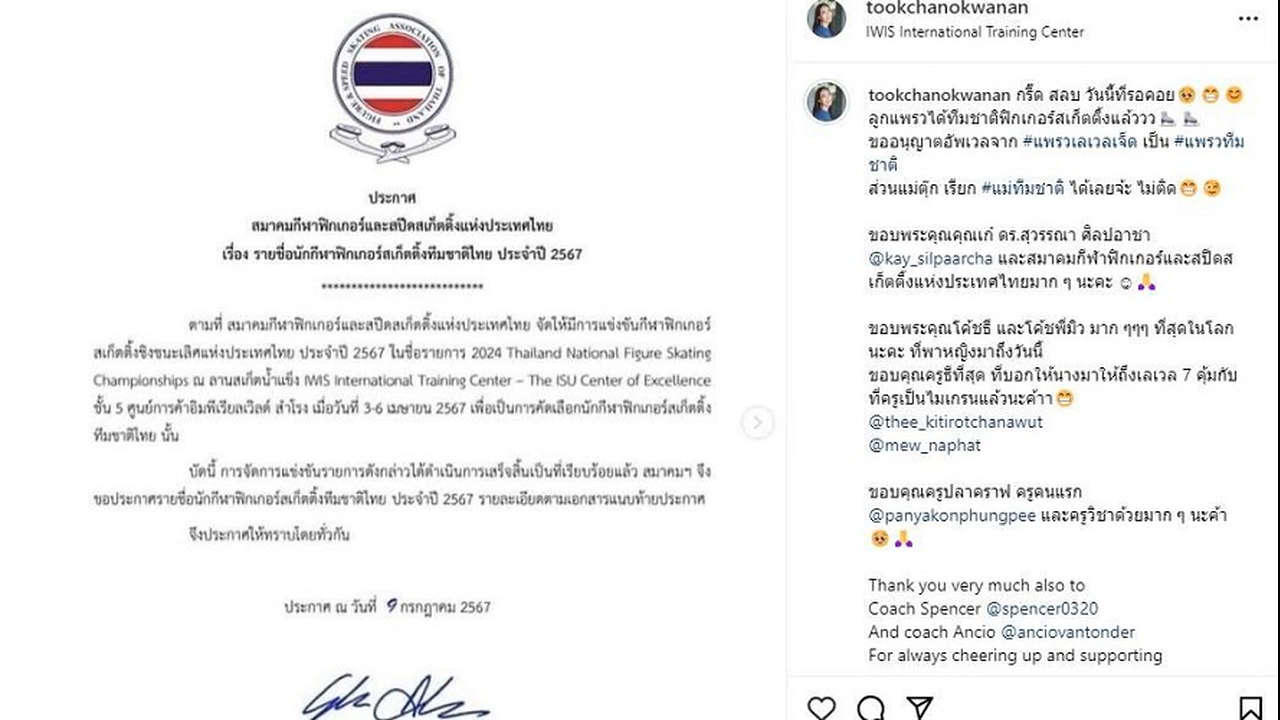 FIGURE & SPEED SKATING ASSOCIATION OF THAILAND
ประกาศ
สมาคมกีฬาฟิกเกอร์และสปีดสเก็ตติ้งแห่งประเทศไทย
เรื่อง รายชื่อนักกีฬาฟิกเกอร์สเก็ตติ้งทีมชาติไทย ประจำปี 2567
***************************
ตามที่ สมาคมกีฬาฟิกเกอร์และสปีดสเก็ตติ้งแห่งประเทศไทย จัดให้มีการแข่งขันกีฬาฟิกเกอร์
สเก็ตติ้งชิงชนะเลิศแห่งประเทศไทย ประจำปี 2567 ในชื่อรายการ 2024 Thailand National Figure Skating
Championships ณ ลานสเก็ตน้ำแข็ง IWIS International Training Center – The ISU Center of Excellence
ชั้น 5 ศูนย์การค้าอิมพีเรียลเวิลด์ สำโรง เมื่อวันที่ 3-6 เมษายน 2567 เพื่อเป็นการคัดเลือกนักกีฬาฟิกเกอร์สเก็ตติ้ง
ทีมชาติไทย นั้น
บัดนี้ การจัดการแข่งขันรายการดังกล่าวได้ดำเนินการเสร็จสิ้นเป็นที่เรียบร้อยแล้ว สมาคมฯ จึง
ขอประกาศรายชื่อนักกีฬาฟิกเกอร์สเก็ตติ้งทีมชาติไทย ประจำปี 2567 รายละเอียดตามเอกสารแนบท้ายประกาศ
จึงประกาศให้ทราบโดยทั่วกัน
ประกาศ ณ วันที่ 9 กรกฎาคม 2567
tookchanokwanan
IWIS International Training Center
tookchanokwanan กรี๊ด สลบ วันนี้ที่รอคอย🥹😁😊
ลูกแพรวได้ทีมชาติฟิกเกอร์สเก็ตติ้งแล้ววว⛸️⛸️
ขออนุญาตอัพเวลจาก #แพรวเลเวลเจ็ด เป็น #แพรวทีม
ชาติ
ส่วนแม่ตุ๊ก เรียก #แม่ทีมชาติ ได้เลยจ้ะ ไม่ติด😁😉
ขอบพระคุณคุณเก๋ ดร.สุวรรณา ศิลปอาชา
@kay_silpaarcha และสมาคมกีฬาฟิกเกอร์และสปีดส
เก็ตติ้งแห่งประเทศไทยมาก ๆ นะคะ ☺️🙏
ขอบพระคุณโค้ชธี และโค้ชพี่มิว มาก ๆๆๆ ที่สุดในโลก
นะคะ ที่พาหญิงมาถึงวันนี้
ขอบคุณครูธีที่สุด ที่บอกให้นางมาให้ถึงเลเวล 7 คุ้มกับ
ที่ครูเป็นไมเกรนแล้วนะค้าา😁
@thee_kitirotchanawut
@mew_naphat
ขอบคุณครูปลาคราฟ ครูคนแรก
@panyakonphungpee และครูวิชาด้วยมาก ๆ นะค้า
🥹🙏
Thank you very much also to
Coach Spencer @spencer0320
And coach Ancio @anciovantonder
For always cheering up and supporting